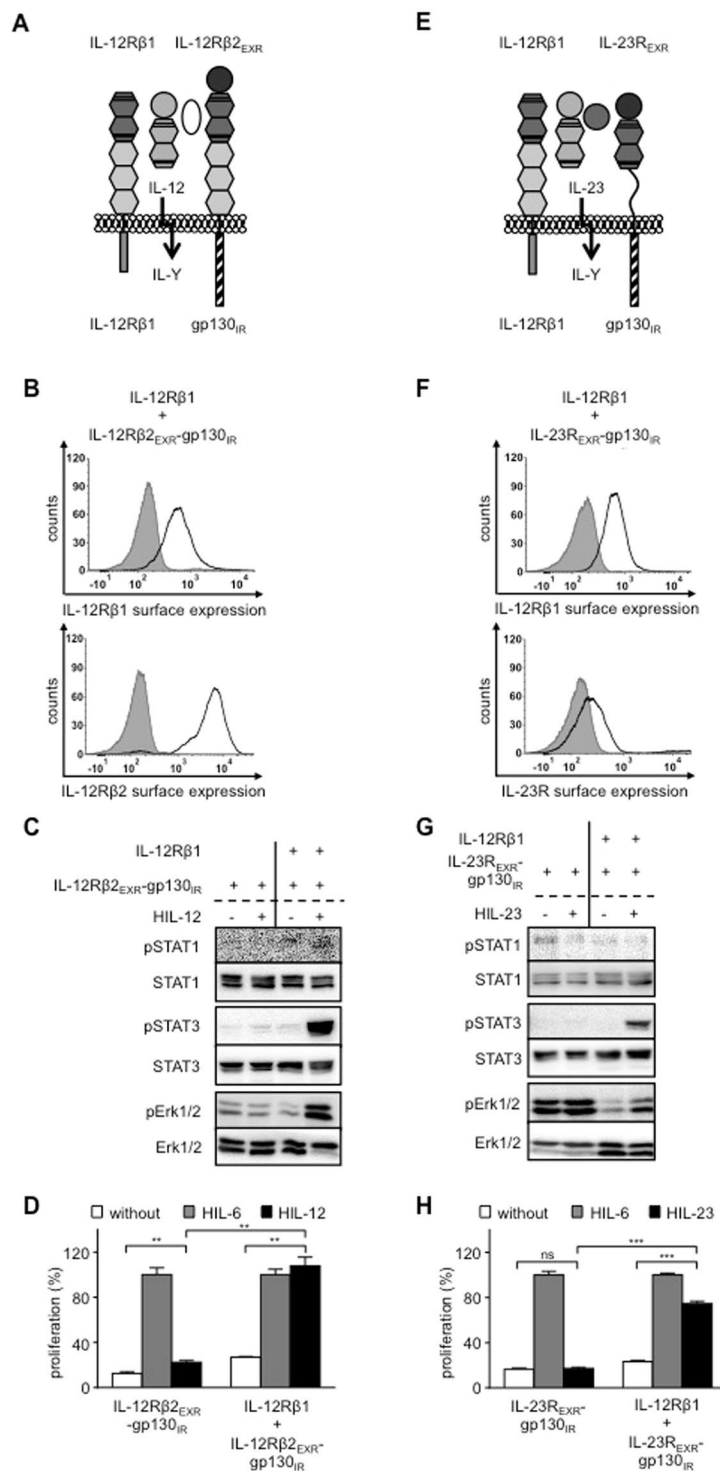 A
IL-12Rβ1 IL-12Rβ2EXR
IL-12
IL-Y
IL-12Rβ1 gp130IR
B
IL-12Rβ1
+
IL-12Rβ2EXR-gp130IR
120
90
60
30
0
counts
-10¹ 10² 10³ 10⁴
IL-12Rβ1 surface expression
120
90
60
30
0
counts
-10¹ 10² 10³ 10⁴
IL-12Rβ2 surface expression
C
IL-12Rβ1 + +
IL-12Rβ2EXR-gp130IR + + + +
HIL-12 - + - +
pSTAT1
STAT1
pSTAT3
STAT3
pErk1/2
Erk1/2
D
without HIL-6 HIL-12
** ** **
120
80
40
0
proliferation (%)
IL-12Rβ2EXR
-gp130IR
IL-12Rβ1
+
IL-12Rβ2EXR-
gp130IR
E
IL-12Rβ1 IL-23REXR
IL-23
IL-Y
IL-12Rβ1 gp130IR
F
IL-12Rβ1
+
IL-23REXR-gp130IR
120
90
60
30
0
counts
-10¹ 10² 10³ 10⁴
IL-12Rβ1 surface expression
120
90
60
30
0
counts
-10¹ 10² 10³ 10⁴
IL-23R surface expression
G
IL-12Rβ1 + +
IL-23REXR-
gp130IR + + + +
HIL-23 - + - +
pSTAT1
STAT1
pSTAT3
STAT3
pErk1/2
Erk1/2
H
without HIL-6 HIL-23
ns *** ***
120
80
40
0
proliferation (%)
IL-23REXR-
gp130IR
IL-12Rβ1
+
IL-23REXR-
gp130IR